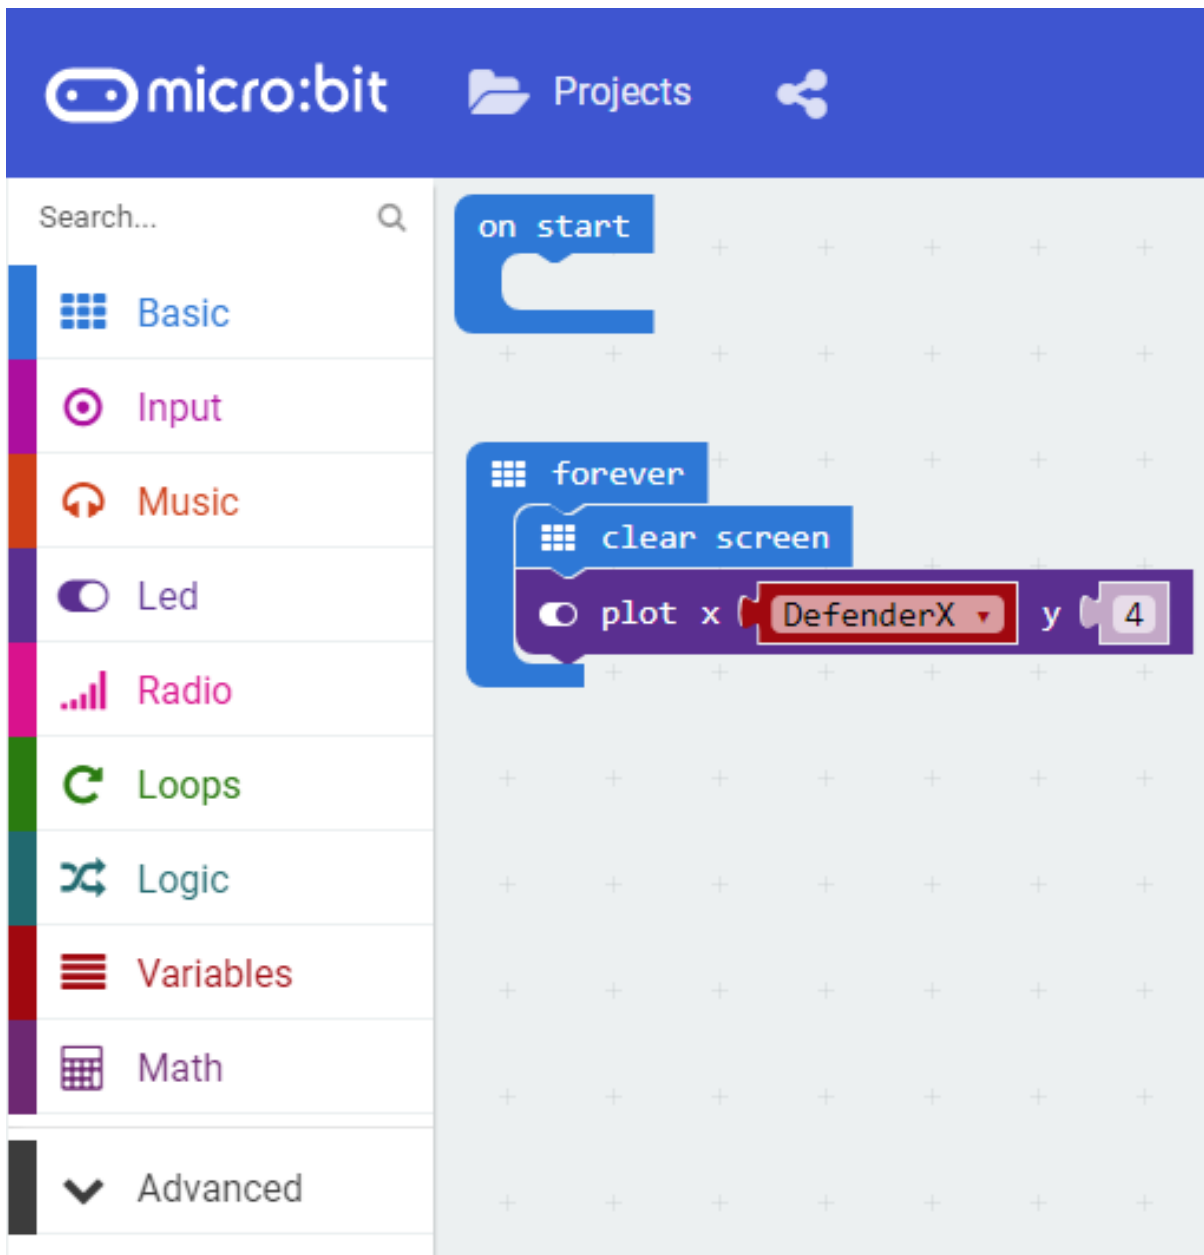 micro:bit Projects
Search...
Basic
Input
Music
Led
Radio
Loops
Logic
Variables
Math
Advanced
on start
forever
clear screen
plot x DefenderX y 4